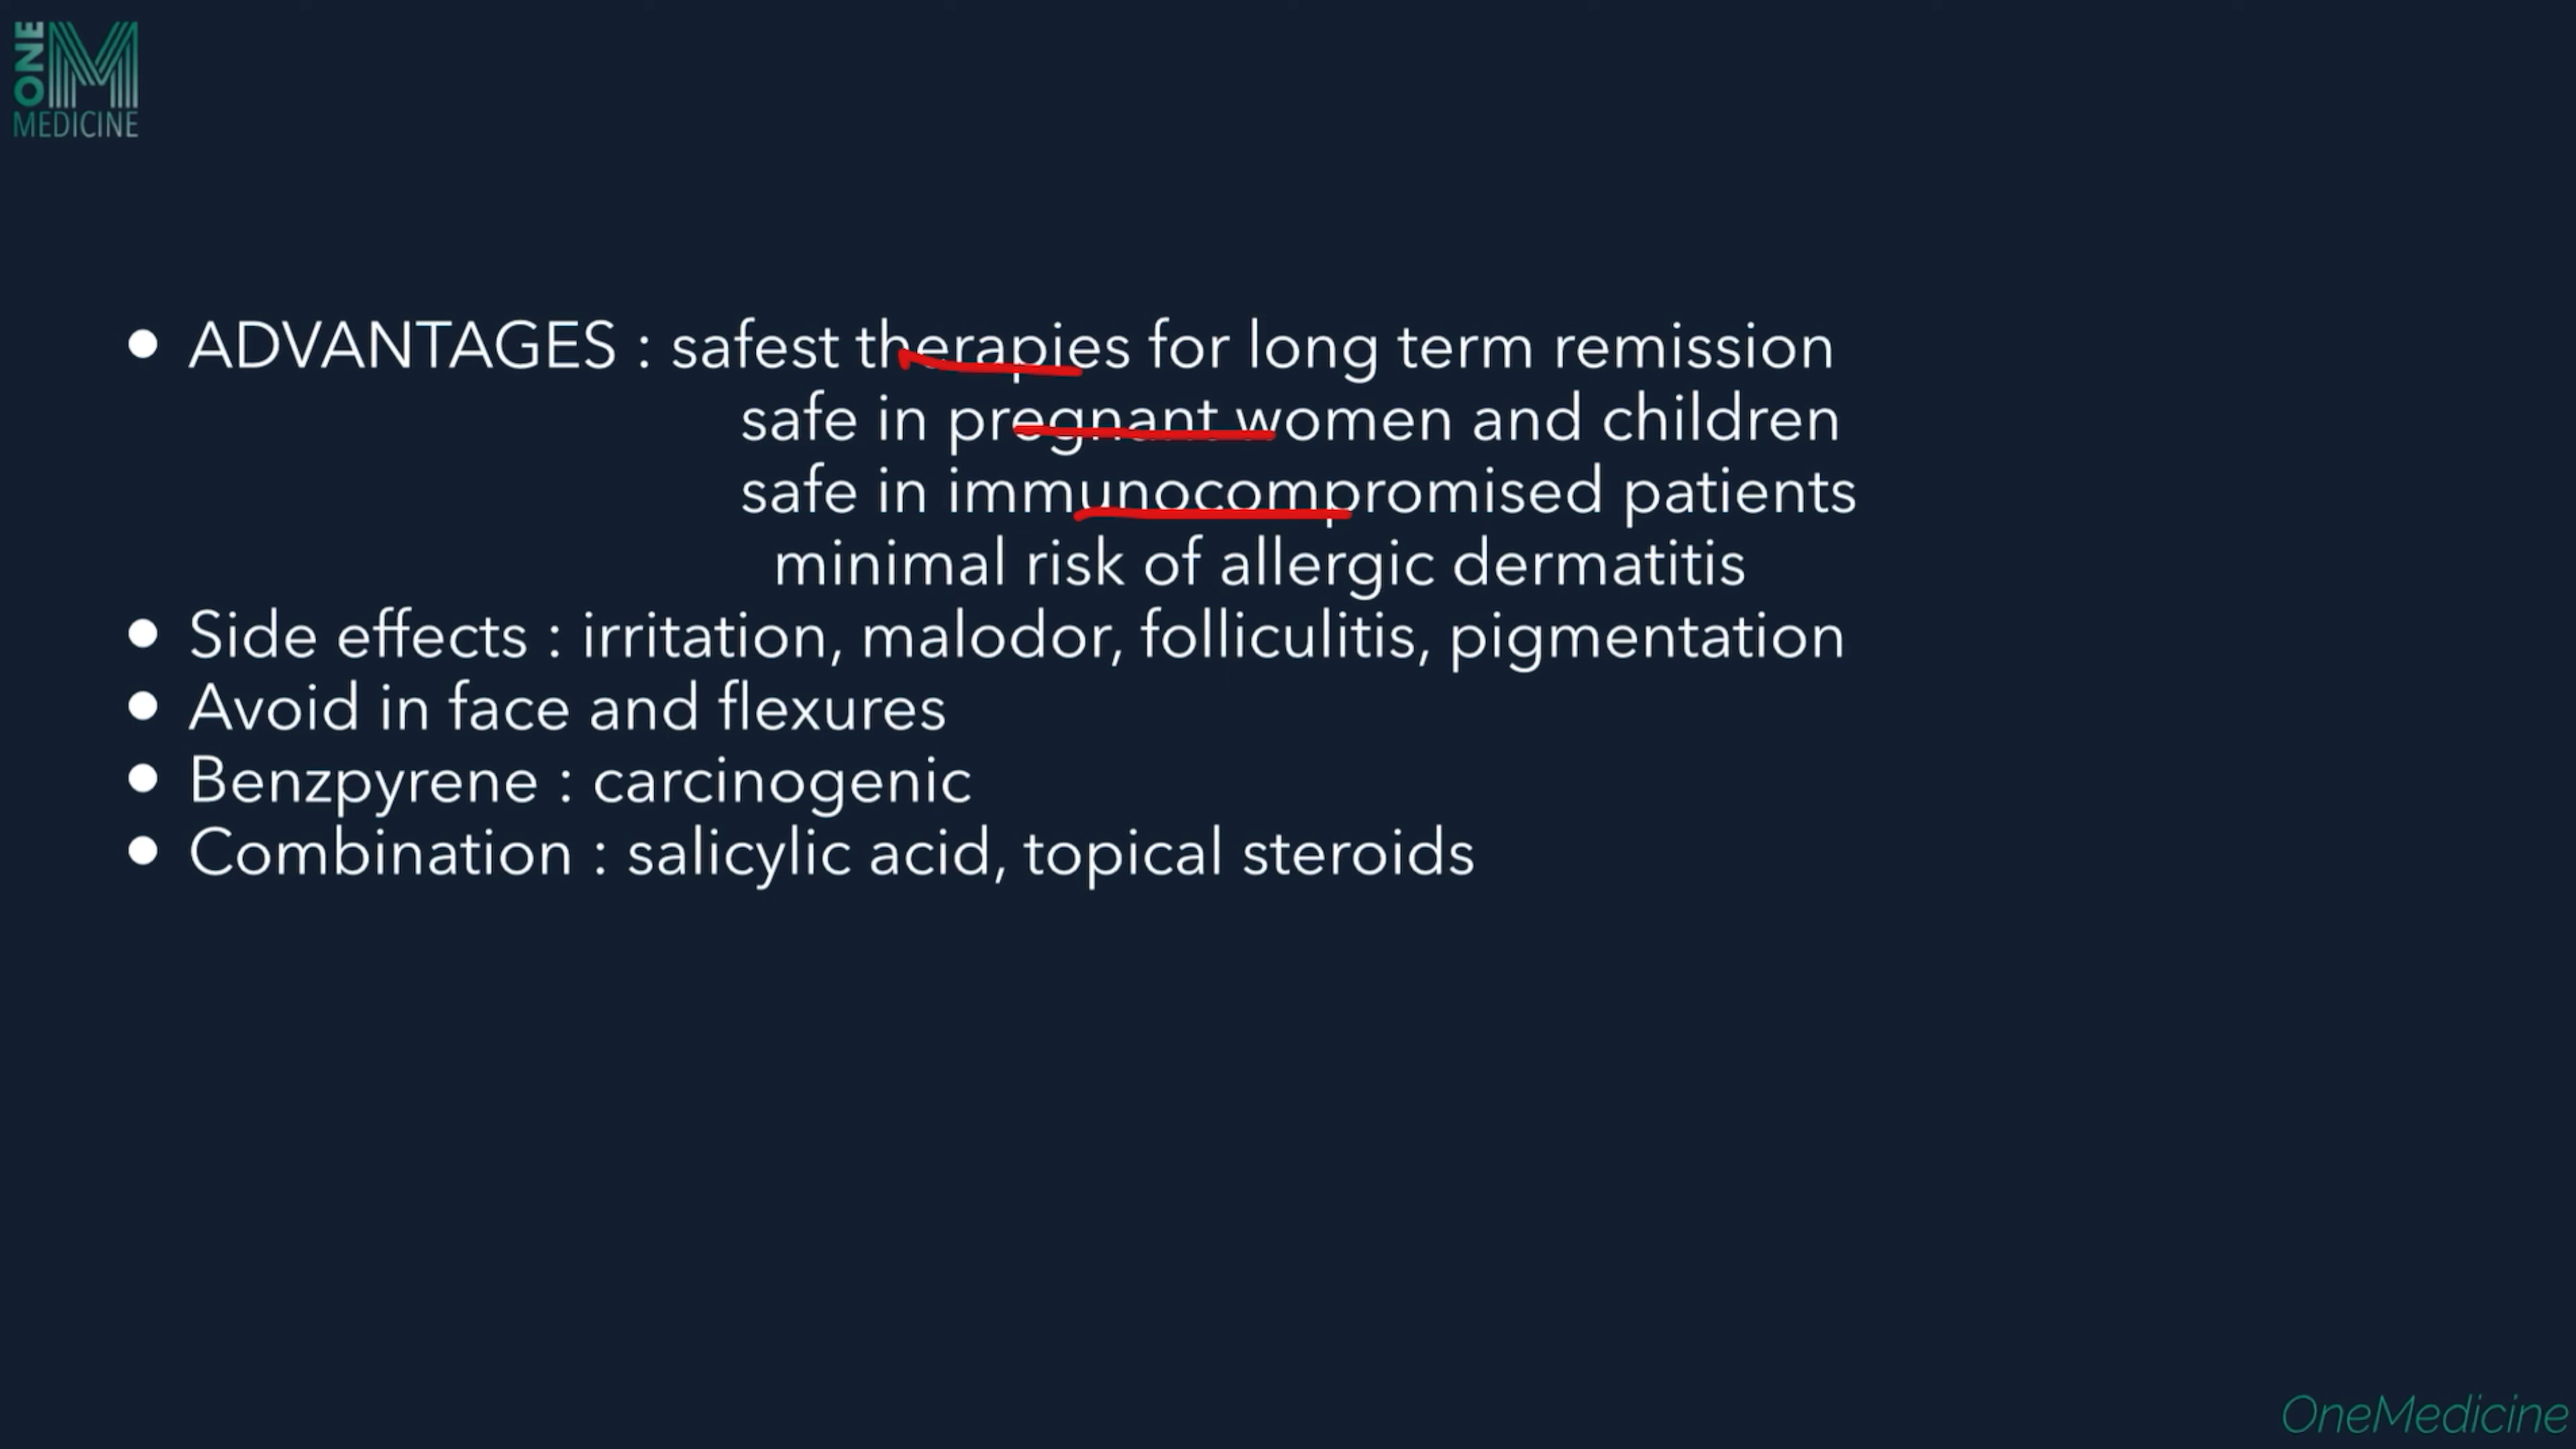 ONE
M
MEDICINE
• ADVANTAGES : safest therapies for long term remission
safe in pregnant women and children
safe in immunocompromised patients
minimal risk of allergic dermatitis
• Side effects : irritation, malodor, folliculitis, pigmentation
• Avoid in face and flexures
• Benzpyrene : carcinogenic
• Combination : salicylic acid, topical steroids
OneMedicine